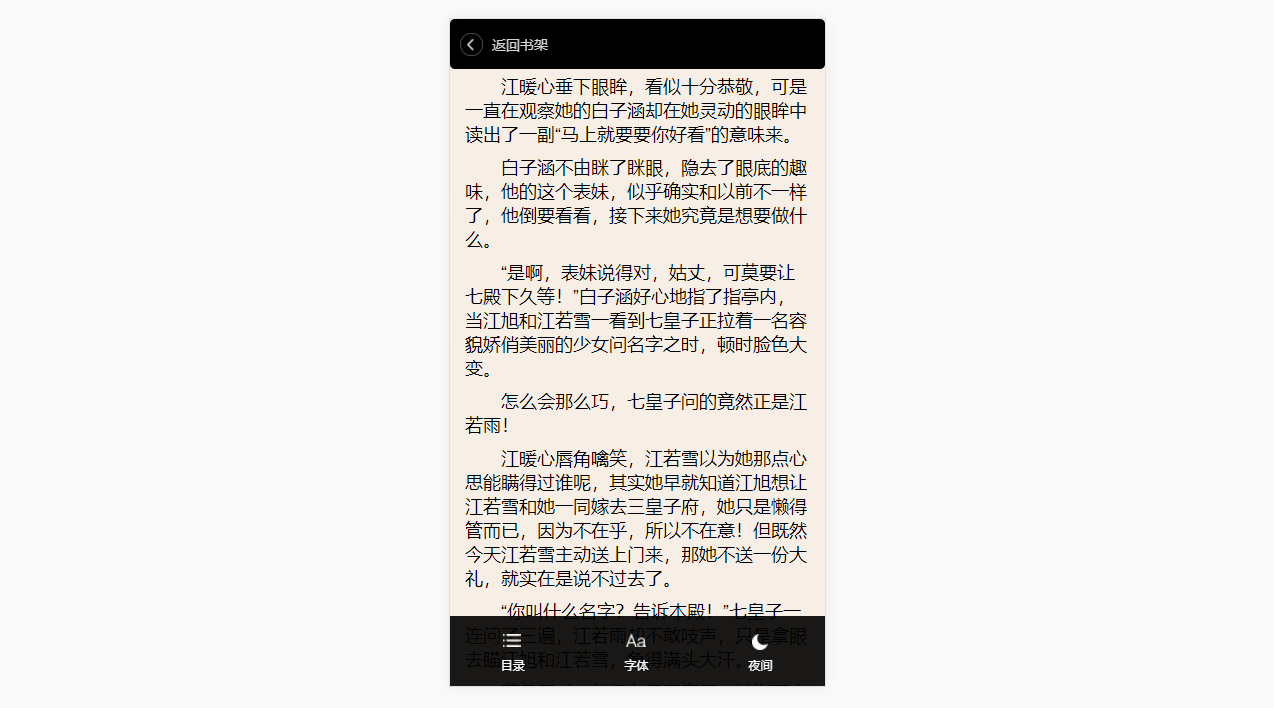 返回书架
江暖心垂下眼眸，看似十分恭敬，可是
一直在观察她的白子涵却在她灵动的眼眸中
读出了一副“马上就要要你好看”的意味来。
白子涵不由眯了眯眼，隐去了眼底的趣
味，他的这个表妹，似乎确实和以前不一样
了，他倒要看看，接下来她究竟是想要做什
么。
“是啊，表妹说得对，姑丈，可莫要让
七殿下久等！”白子涵好心地指了指亭内，
当江旭和江若雪一看到七皇子正拉着一名容
貌娇俏美丽的少女问名字之时，顿时脸色大
变。
怎么会那么巧，七皇子问的竟然正是江
若雨！
江暖心唇角噙笑，江若雪以为她那点心
思能瞒得过谁呢，其实她早就知道江旭想让
江若雪和她一同嫁去三皇子府，她只是懒得
管而已，因为不在乎，所以不在意！但既然
今天江若雪主动送上门来，那她不送一份大
礼，就实在是说不过去了。
“你叫什么名字？告诉本殿！”七皇子一
连问了三遍，江若雨却不敢吱声，只是拿眼
去瞄江旭和江若雪，急得满头大汗。
目录
字体
夜间
Aa